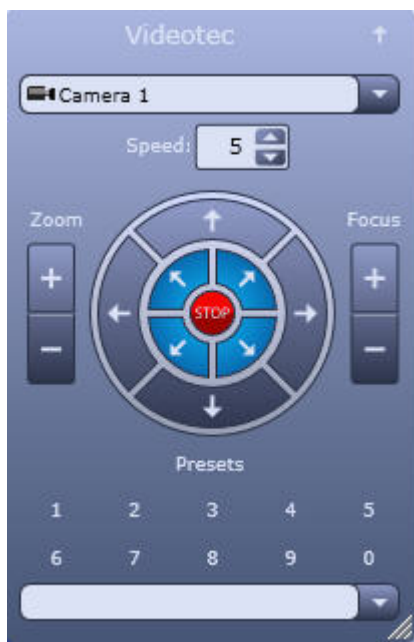 Videotec
Camera 1
Speed: 5
Zoom Focus
+ +
STOP
- -
Presets
1 2 3 4 5
6 7 8 9 0